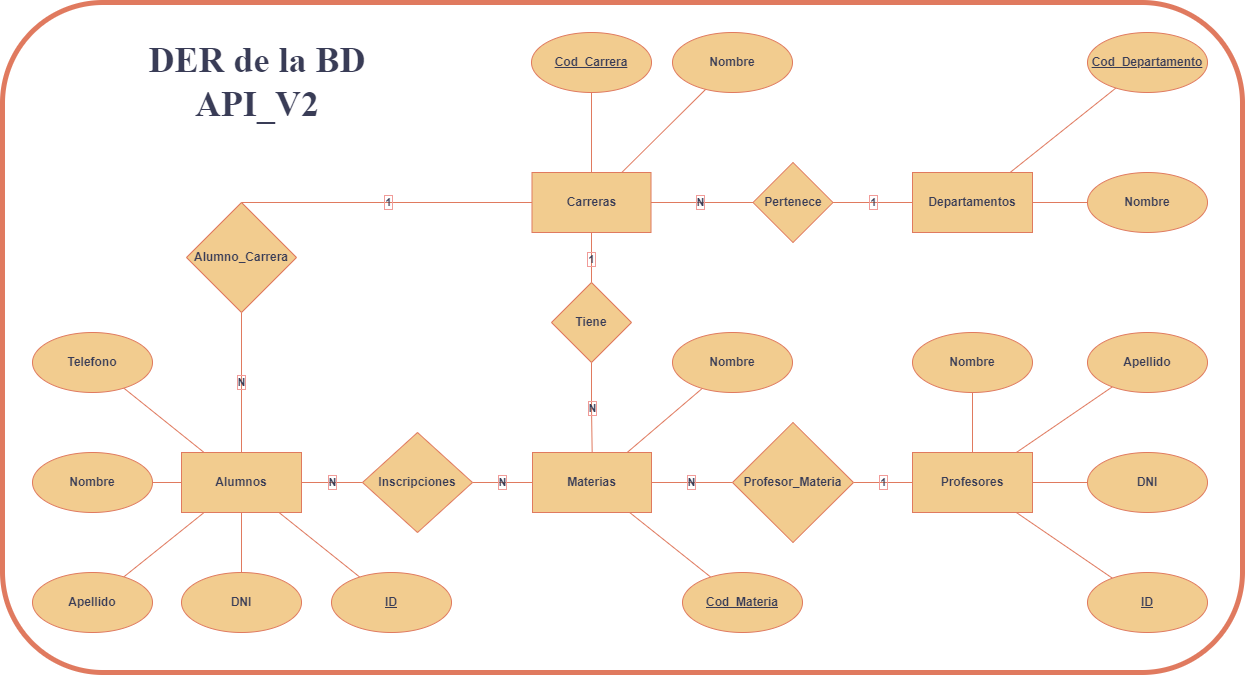 DER de la BD
API_V2
Cod_Carrera
Nombre
Cod_Departamento
1
Carreras
N
Pertenece
1
Departamentos
Nombre
Alumno_Carrera
1
Tiene
Telefono
N
Nombre
Nombre
Apellido
N
Nombre
Alumnos
N
Inscripciones
N
Materias
N
Profesor_Materia
1
Profesores
DNI
Apellido
DNI
ID
Cod_Materia
ID